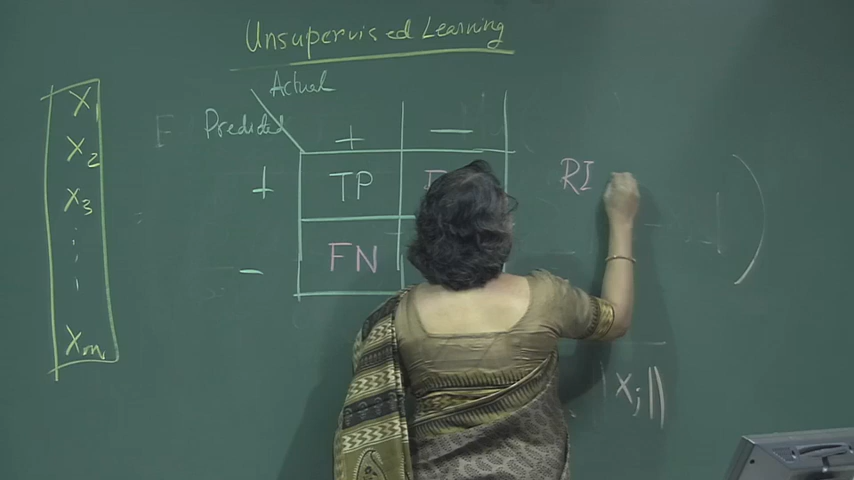 Unsupervised Learning
Actual
Predicted
+ —
+ TP
- FN
RI
X1
X2
X3
Xm
Xj||